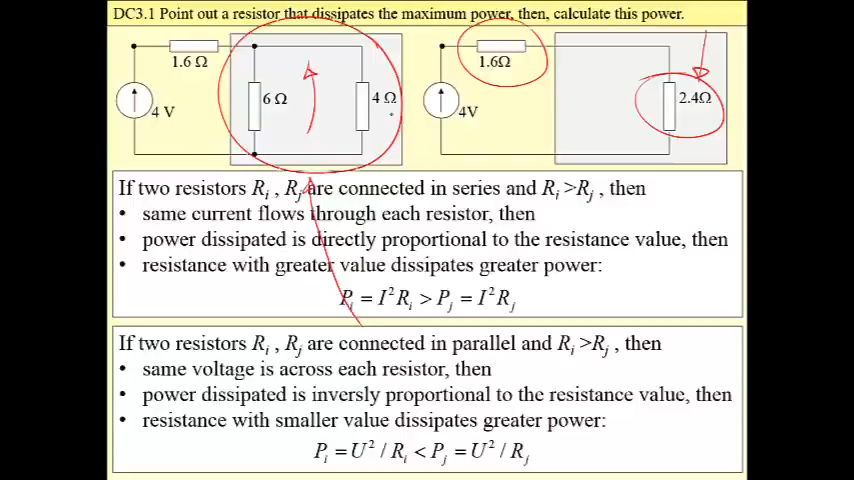 DC3.1 Point out a resistor that dissipates the maximum power, then, calculate this power.
1.6 Ω
6 Ω
4 Ω
4 V
1.6Ω
2.4Ω
4V
If two resistors Rᵢ , Rⱼ are connected in series and Rᵢ >Rⱼ , then
• same current flows through each resistor, then
• power dissipated is directly proportional to the resistance value, then
• resistance with greater value dissipates greater power:
Pᵢ = I²Rᵢ > Pⱼ = I²Rⱼ
If two resistors Rᵢ , Rⱼ are connected in parallel and Rᵢ >Rⱼ , then
• same voltage is across each resistor, then
• power dissipated is inversly proportional to the resistance value, then
• resistance with smaller value dissipates greater power:
Pᵢ = U² / Rᵢ < Pⱼ = U² / Rⱼ